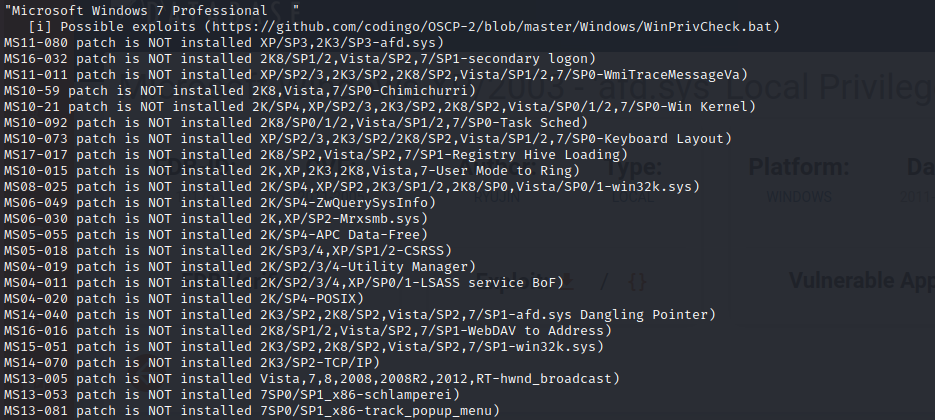 "Microsoft Windows 7 Professional   "
[i] Possible exploits (https://github.com/codingo/OSCP-2/blob/master/Windows/WinPrivCheck.bat)
MS11-080 patch is NOT installed XP/SP3,2K3/SP3-afd.sys)
MS16-032 patch is NOT installed 2K8/SP1/2,Vista/SP2,7/SP1-secondary logon)
MS11-011 patch is NOT installed XP/SP2/3,2K3/SP2,2K8/SP2,Vista/SP1/2,7/SP0-WmiTraceMessageVa)
MS10-59 patch is NOT installed 2K8,Vista,7/SP0-Chimichurri)
MS10-21 patch is NOT installed 2K/SP4,XP/SP2/3,2K3/SP2,2K8/SP2,Vista/SP0/1/2,7/SP0-Win Kernel)
MS10-092 patch is NOT installed 2K8/SP0/1/2,Vista/SP1/2,7/SP0-Task Sched)
MS10-073 patch is NOT installed XP/SP2/3,2K3/SP2/2K8/SP2,Vista/SP1/2,7/SP0-Keyboard Layout)
MS17-017 patch is NOT installed 2K8/SP2,Vista/SP2,7/SP1-Registry Hive Loading)
MS10-015 patch is NOT installed 2K,XP,2K3,2K8,Vista,7-User Mode to Ring)
MS08-025 patch is NOT installed 2K/SP4,XP/SP2,2K3/SP1/2,2K8/SP0,Vista/SP0/1-win32k.sys)
MS06-049 patch is NOT installed 2K/SP4-ZwQuerySysInfo)
MS06-030 patch is NOT installed 2K,XP/SP2-Mrxsmb.sys)
MS05-055 patch is NOT installed 2K/SP4-APC Data-Free)
MS05-018 patch is NOT installed 2K/SP3/4,XP/SP1/2-CSRSS)
MS04-019 patch is NOT installed 2K/SP2/3/4-Utility Manager)
MS04-011 patch is NOT installed 2K/SP2/3/4,XP/SP0/1-LSASS service BoF)
MS04-020 patch is NOT installed 2K/SP4-POSIX)
MS14-040 patch is NOT installed 2K3/SP2,2K8/SP2,Vista/SP2,7/SP1-afd.sys Dangling Pointer)
MS16-016 patch is NOT installed 2K8/SP1/2,Vista/SP2,7/SP1-WebDAV to Address)
MS15-051 patch is NOT installed 2K3/SP2,2K8/SP2,Vista/SP2,7/SP1-win32k.sys)
MS14-070 patch is NOT installed 2K3/SP2-TCP/IP)
MS13-005 patch is NOT installed Vista,7,8,2008,2008R2,2012,RT-hwnd_broadcast)
MS13-053 patch is NOT installed 7SP0/SP1_x86-schlamperei)
MS13-081 patch is NOT installed 7SP0/SP1_x86-track_popup_menu)
/2003 - afd.sys Local Privileg
Type:
Platform:
Da
LOCAL
WINDOWS
2011
Exploit: / {}
Vulnerable App